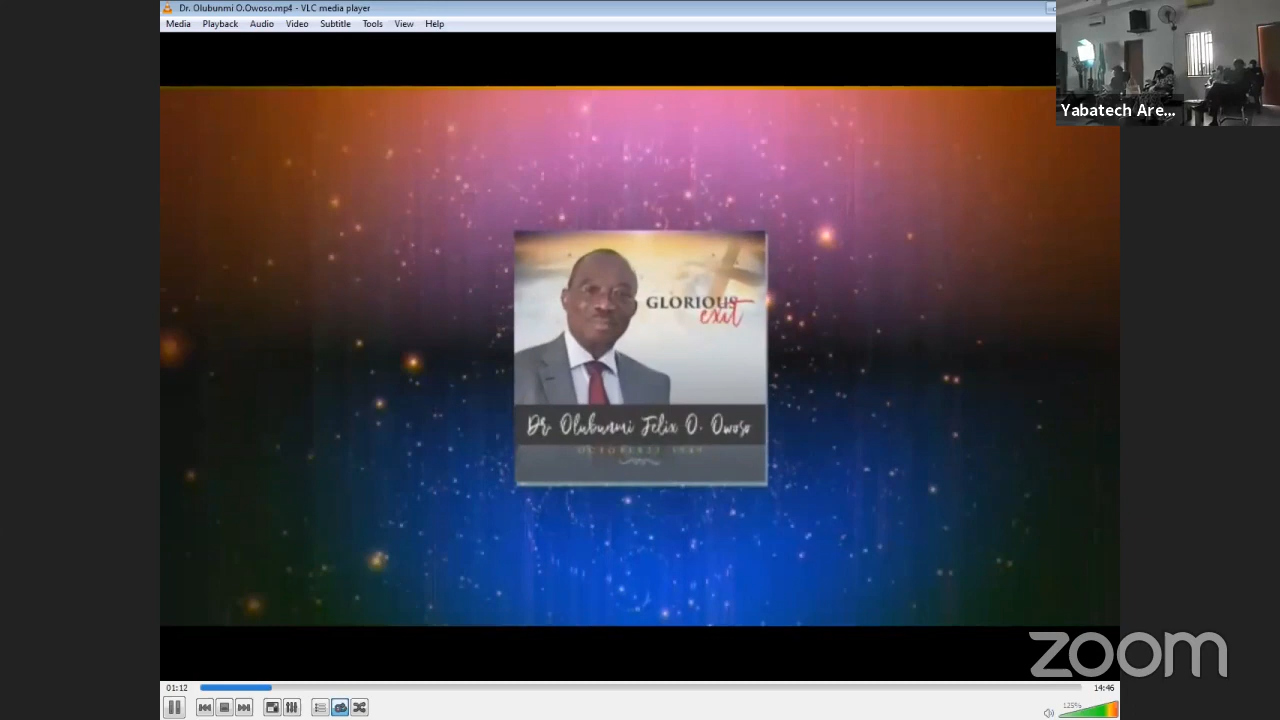 Dr. Olubunmi O.Owoso.mp4 - VLC media player
Media Playback Audio Video Subtitle Tools View Help
Yabatech Are...
GLORIOUS
exit
Dr. Olubunmi Felix O. Owoso
zoom
01:12
14:46
125%